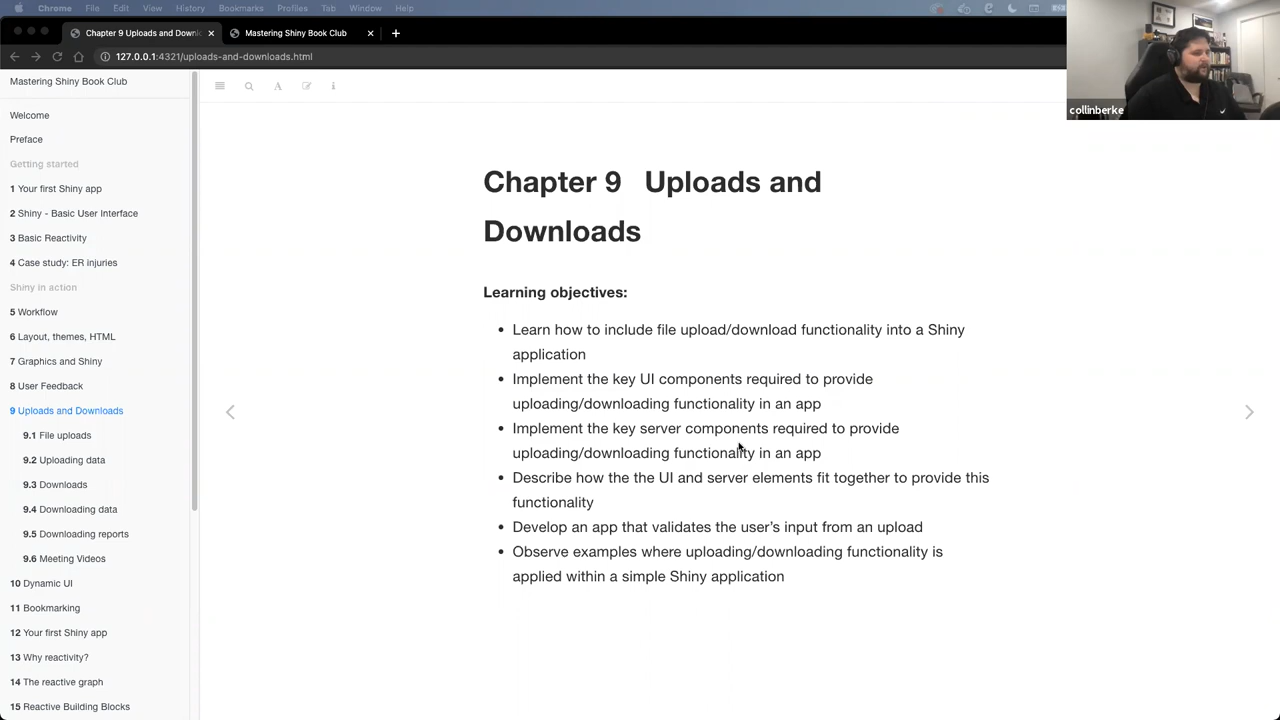 Chrome File Edit View History Bookmarks Profiles Tab Window Help
Chapter 9 Uploads and Downl
Mastering Shiny Book Club
127.0.0.1:4321/uploads-and-downloads.html
collinberke
Mastering Shiny Book Club
Welcome
Preface
Getting started
1 Your first Shiny app
2 Shiny - Basic User Interface
3 Basic Reactivity
4 Case study: ER injuries
Shiny in action
5 Workflow
6 Layout, themes, HTML
7 Graphics and Shiny
8 User Feedback
9 Uploads and Downloads
9.1 File uploads
9.2 Uploading data
9.3 Downloads
9.4 Downloading data
9.5 Downloading reports
9.6 Meeting Videos
10 Dynamic UI
11 Bookmarking
12 Your first Shiny app
13 Why reactivity?
14 The reactive graph
15 Reactive Building Blocks
Chapter 9 Uploads and
Downloads
Learning objectives:
• Learn how to include file upload/download functionality into a Shiny
application
• Implement the key UI components required to provide
uploading/downloading functionality in an app
• Implement the key server components required to provide
uploading/downloading functionality in an app
• Describe how the the UI and server elements fit together to provide this
functionality
• Develop an app that validates the user's input from an upload
• Observe examples where uploading/downloading functionality is
applied within a simple Shiny application